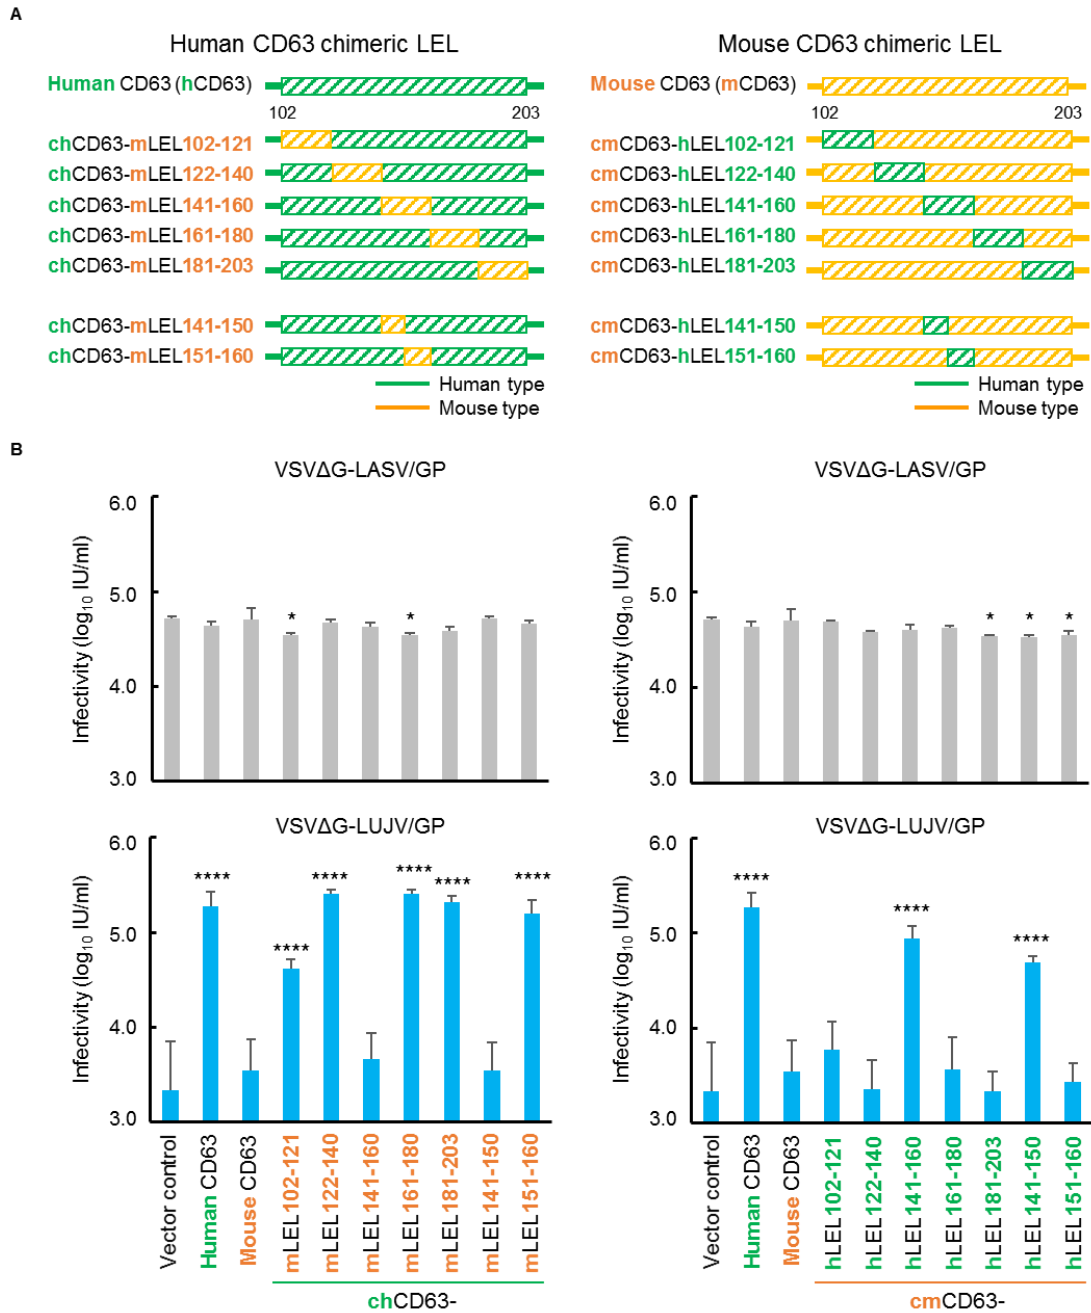 A
Human CD63 chimeric LEL
Human CD63 (hCD63)
102
203
chCD63-mLEL102-121
chCD63-mLEL122-140
chCD63-mLEL141-160
chCD63-mLEL161-180
chCD63-mLEL181-203
chCD63-mLEL141-150
chCD63-mLEL151-160
Human type
Mouse type
Mouse CD63 chimeric LEL
Mouse CD63 (mCD63)
102
203
cmCD63-hLEL102-121
cmCD63-hLEL122-140
cmCD63-hLEL141-160
cmCD63-hLEL161-180
cmCD63-hLEL181-203
cmCD63-hLEL141-150
cmCD63-hLEL151-160
Human type
Mouse type
B
VSVΔG-LASV/GP
Infectivity (log10 IU/ml)
6.0
5.0
4.0
3.0
*
*
VSVΔG-LASV/GP
Infectivity (log10 IU/ml)
6.0
5.0
4.0
3.0
*
*
*
VSVΔG-LUJV/GP
Infectivity (log10 IU/ml)
6.0
5.0
4.0
3.0
****
****
****
****
****
****
Vector control
Human CD63
Mouse CD63
mLEL102-121
mLEL122-140
mLEL141-160
mLEL161-180
mLEL181-203
mLEL141-150
mLEL151-160
chCD63-
VSVΔG-LUJV/GP
Infectivity (log10 IU/ml)
6.0
5.0
4.0
3.0
****
****
****
Vector control
Human CD63
Mouse CD63
hLEL102-121
hLEL122-140
hLEL141-160
hLEL161-180
hLEL181-203
hLEL141-150
hLEL151-160
cmCD63-